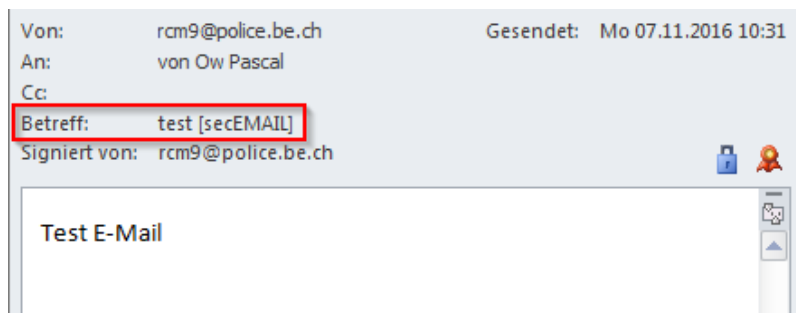 Von: rcm9@police.be.ch Gesendet: Mo 07.11.2016 10:31
An: von Ow Pascal
Cc:
Betreff: test [secEMAIL]
Signiert von: rcm9@police.be.ch
Test E-Mail